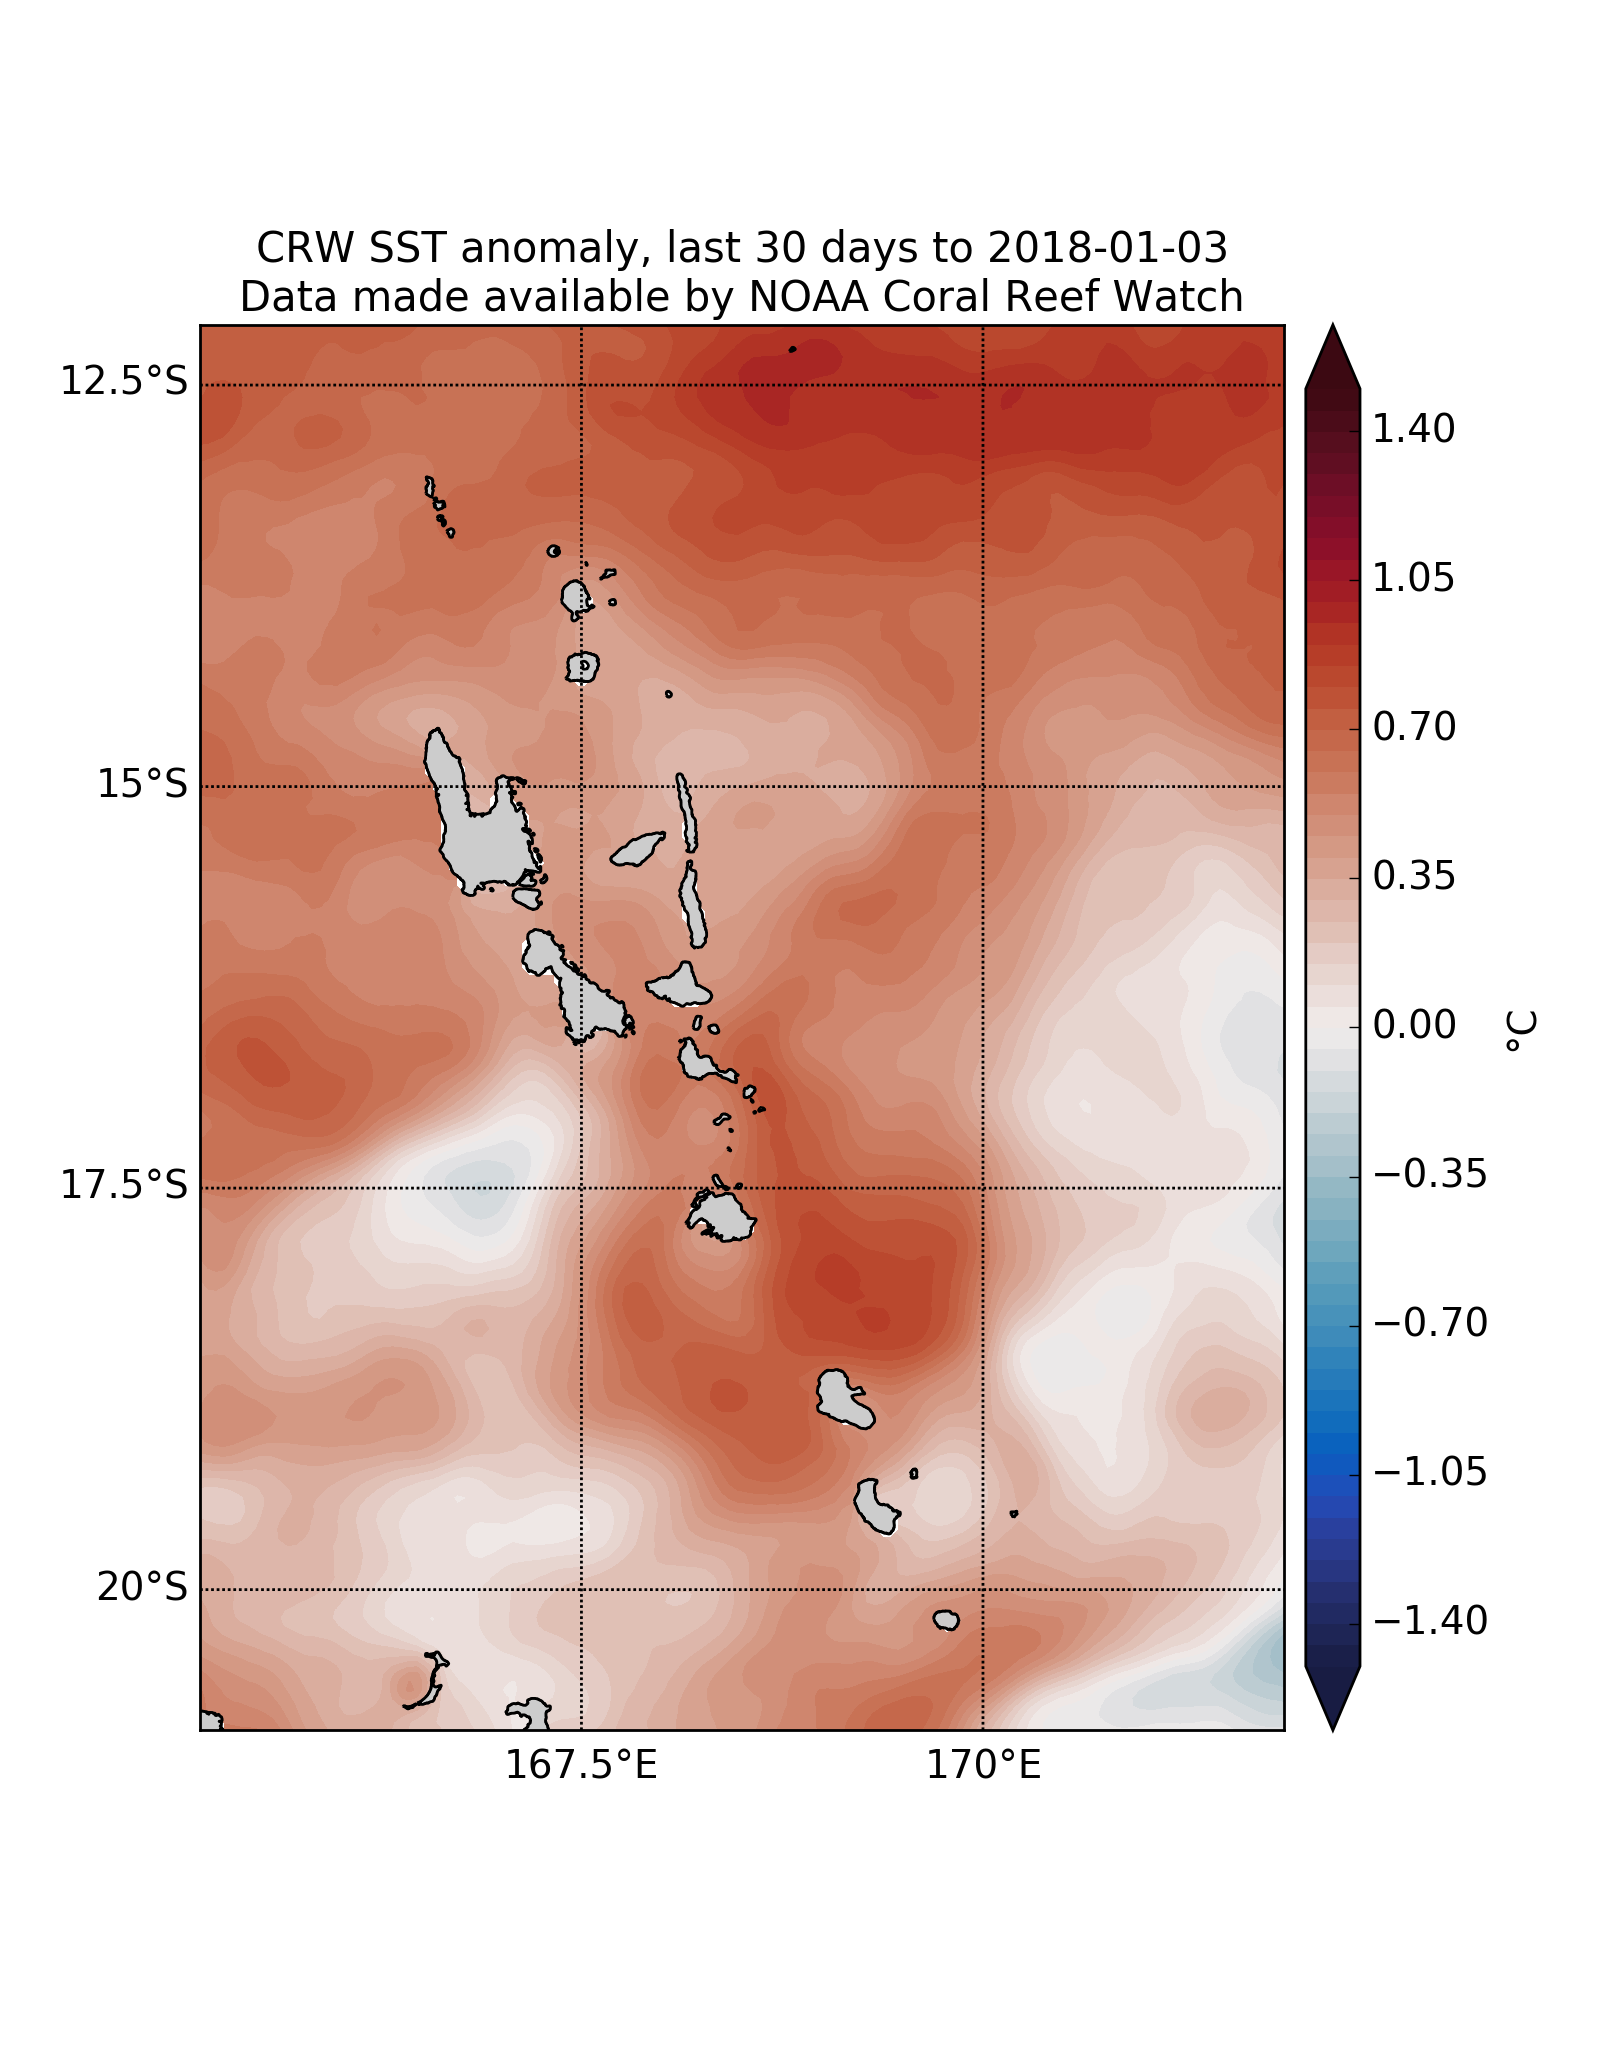 CRW SST anomaly, last 30 days to 2018-01-03
Data made available by NOAA Coral Reef Watch
12.5°S
15°S
17.5°S
20°S
167.5°E
170°E
1.40
1.05
0.70
0.35
0.00
−0.35
−0.70
−1.05
−1.40
°C